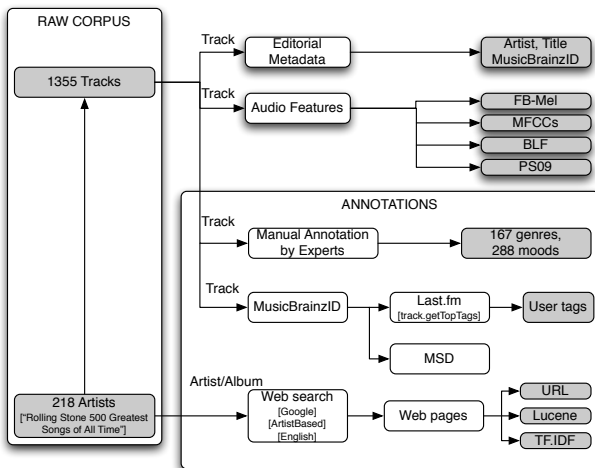 RAW CORPUS
1355 Tracks
218 Artists
["Rolling Stone 500 Greatest
Songs of All Time"]
Track
Editorial
Metadata
Artist, Title
MusicBrainzID
Track
Audio Features
FB-Mel
MFCCs
BLF
PS09
ANNOTATIONS
Track
Manual Annotation
by Experts
167 genres,
288 moods
Track
MusicBrainzID
Last.fm
[track.getTopTags]
User tags
MSD
Artist/Album
Web search
[Google]
[ArtistBased]
[English]
Web pages
URL
Lucene
TF.IDF